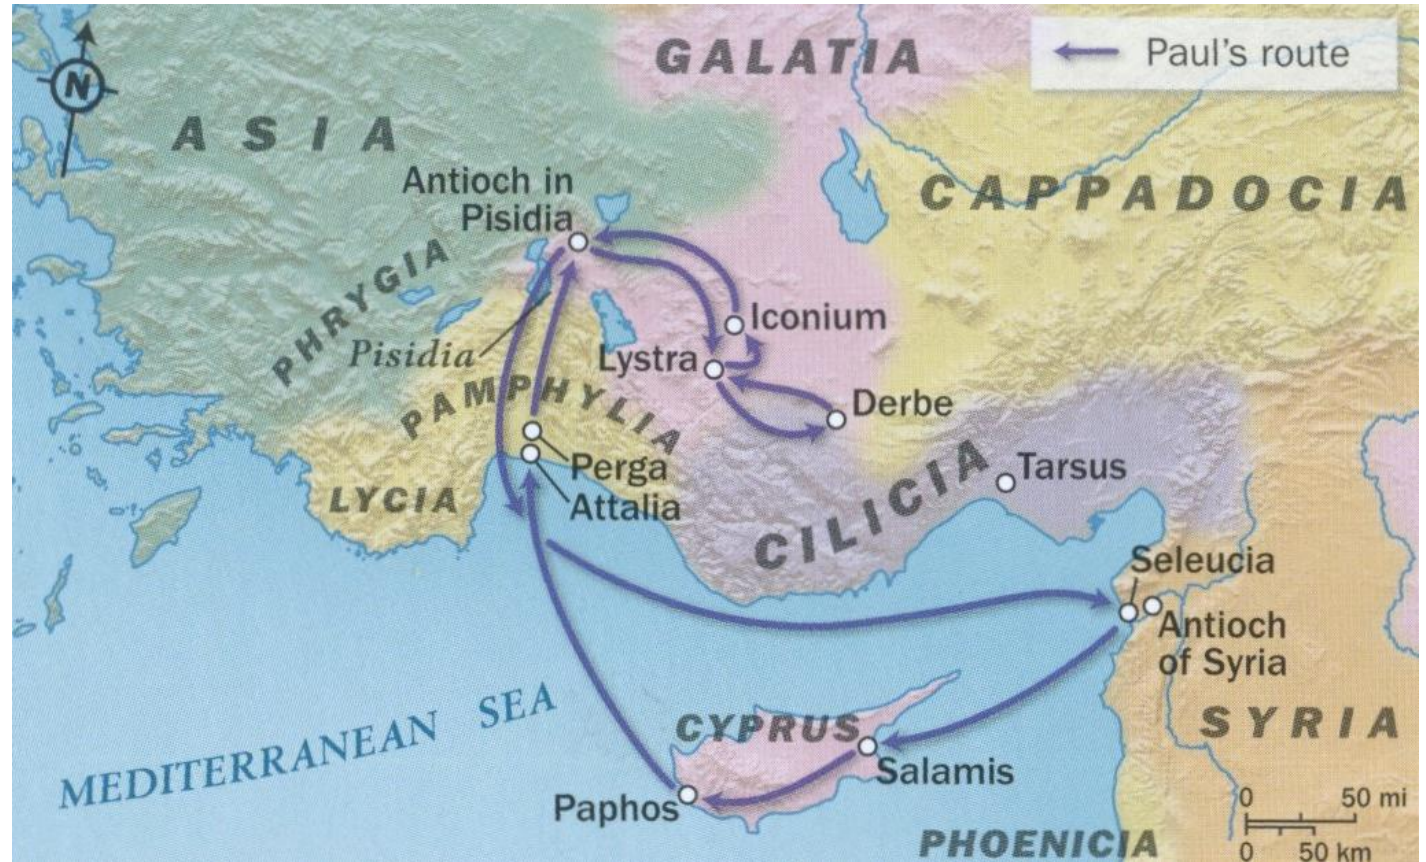 GALATIA
Paul's route
N
ASIA
Antioch in
Pisidia
CAPPADOCIA
PHRYGIA
Iconium
Pisidia
Lystra
PAMPHYLIA
Derbe
Perga
Tarsus
LYCIA
Attalia
CILICIA
Seleucia
Antioch
of Syria
MEDITERRANEAN SEA
CYPRUS
SYRIA
Salamis
Paphos
0 50 mi
PHOENICIA
0 50 km